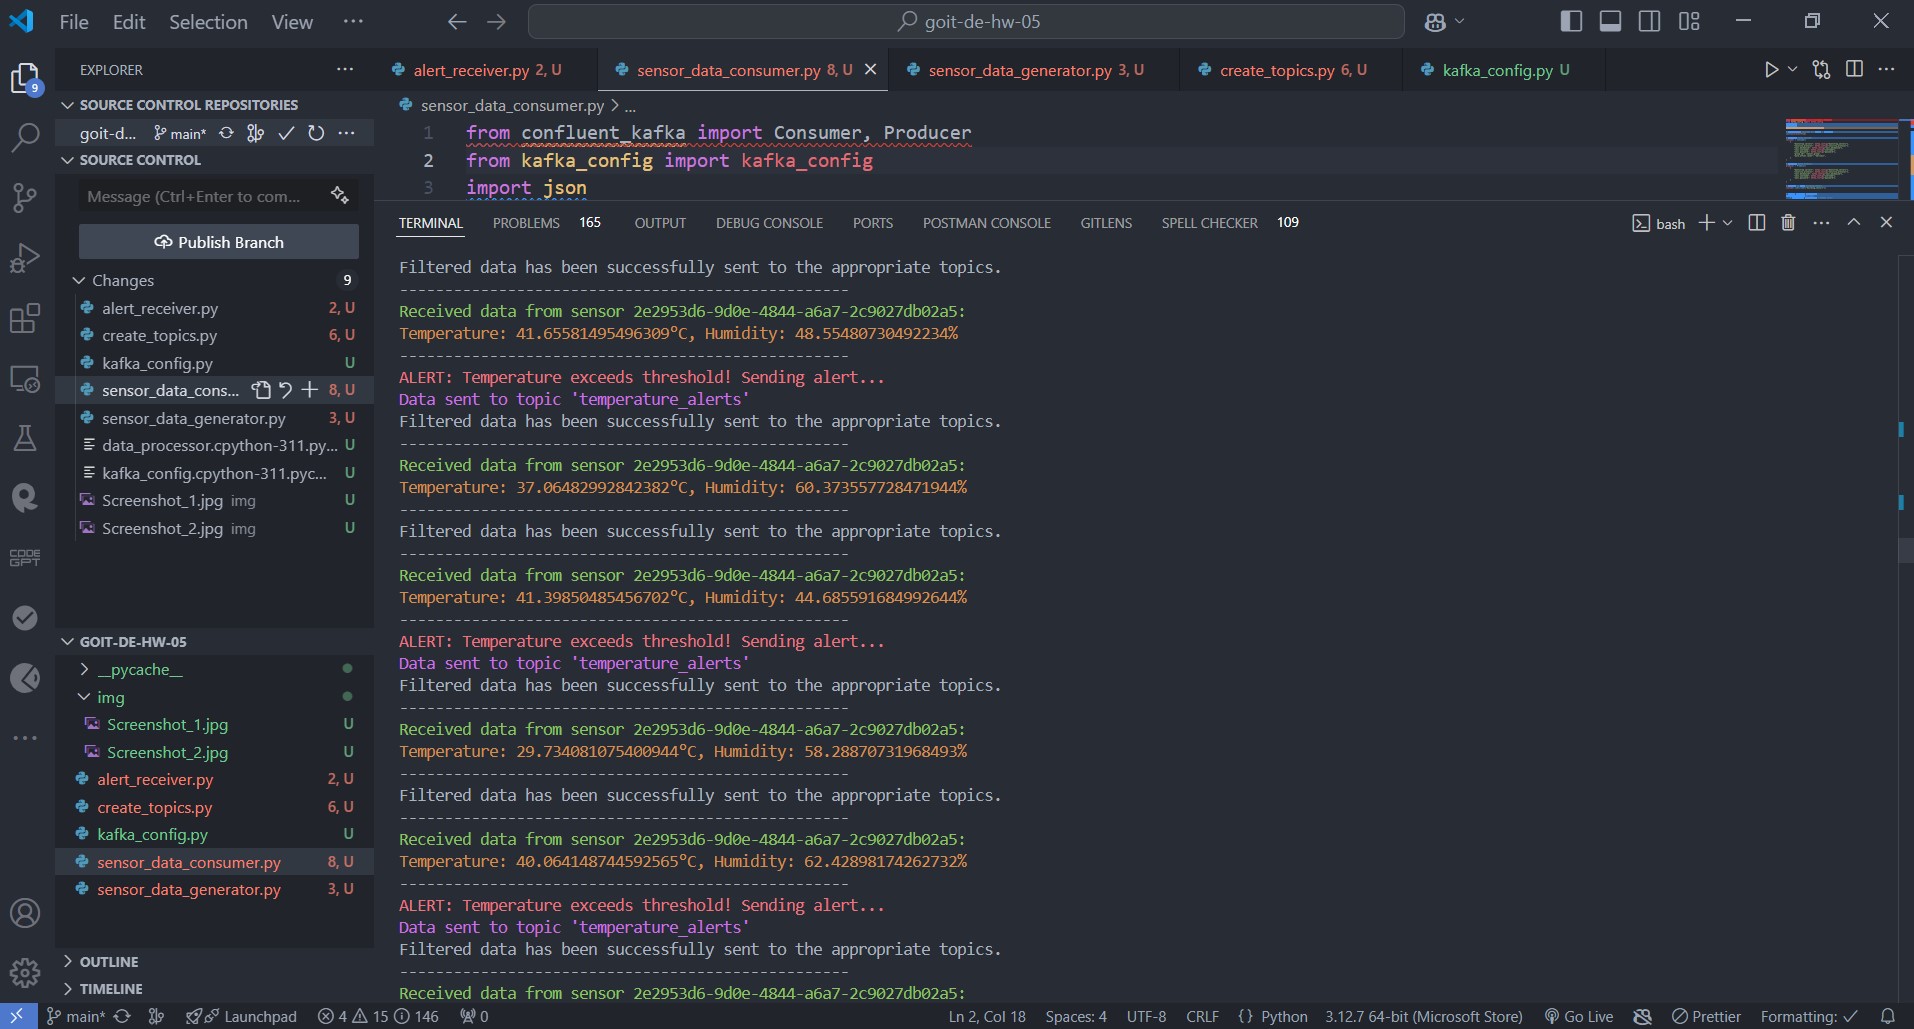 File Edit Selection View ··· goit-de-hw-05
EXPLORER ···
alert_receiver.py 2, U sensor_data_consumer.py 8, U sensor_data_generator.py 3, U create_topics.py 6, U kafka_config.py U
9
SOURCE CONTROL REPOSITORIES
goit-d... main* ···
SOURCE CONTROL
Message (Ctrl+Enter to com...
Publish Branch
Changes 9
alert_receiver.py 2, U
create_topics.py 6, U
kafka_config.py U
sensor_data_cons... 8, U
sensor_data_generator.py 3, U
data_processor.cpython-311.py... U
kafka_config.cpython-311.pyc... U
Screenshot_1.jpg img U
Screenshot_2.jpg img U
CODE
GPT
GOIT-DE-HW-05
__pycache__
img
Screenshot_1.jpg U
Screenshot_2.jpg U
alert_receiver.py 2, U
create_topics.py 6, U
kafka_config.py U
sensor_data_consumer.py 8, U
sensor_data_generator.py 3, U
OUTLINE
TIMELINE
sensor_data_consumer.py > ...
1 from confluent_kafka import Consumer, Producer
2 from kafka_config import kafka_config
3 import json
TERMINAL PROBLEMS 165 OUTPUT DEBUG CONSOLE PORTS POSTMAN CONSOLE GITLENS SPELL CHECKER 109 bash
Filtered data has been successfully sent to the appropriate topics.
--------------------------------------------------
Received data from sensor 2e2953d6-9d0e-4844-a6a7-2c9027db02a5:
Temperature: 41.65581495496309°C, Humidity: 48.55480730492234%
--------------------------------------------------
ALERT: Temperature exceeds threshold! Sending alert...
Data sent to topic 'temperature_alerts'
Filtered data has been successfully sent to the appropriate topics.
--------------------------------------------------
Received data from sensor 2e2953d6-9d0e-4844-a6a7-2c9027db02a5:
Temperature: 37.06482992842382°C, Humidity: 60.373557728471944%
--------------------------------------------------
Filtered data has been successfully sent to the appropriate topics.
--------------------------------------------------
Received data from sensor 2e2953d6-9d0e-4844-a6a7-2c9027db02a5:
Temperature: 41.39850485456702°C, Humidity: 44.685591684992644%
--------------------------------------------------
ALERT: Temperature exceeds threshold! Sending alert...
Data sent to topic 'temperature_alerts'
Filtered data has been successfully sent to the appropriate topics.
--------------------------------------------------
Received data from sensor 2e2953d6-9d0e-4844-a6a7-2c9027db02a5:
Temperature: 29.734081075400944°C, Humidity: 58.28870731968493%
--------------------------------------------------
Filtered data has been successfully sent to the appropriate topics.
--------------------------------------------------
Received data from sensor 2e2953d6-9d0e-4844-a6a7-2c9027db02a5:
Temperature: 40.064148744592565°C, Humidity: 62.42898174262732%
--------------------------------------------------
ALERT: Temperature exceeds threshold! Sending alert...
Data sent to topic 'temperature_alerts'
Filtered data has been successfully sent to the appropriate topics.
--------------------------------------------------
Received data from sensor 2e2953d6-9d0e-4844-a6a7-2c9027db02a5:
main* Launchpad 4 15 146 0 Ln 2, Col 18 Spaces: 4 UTF-8 CRLF {} Python 3.12.7 64-bit (Microsoft Store) Go Live Prettier Formatting: ✓